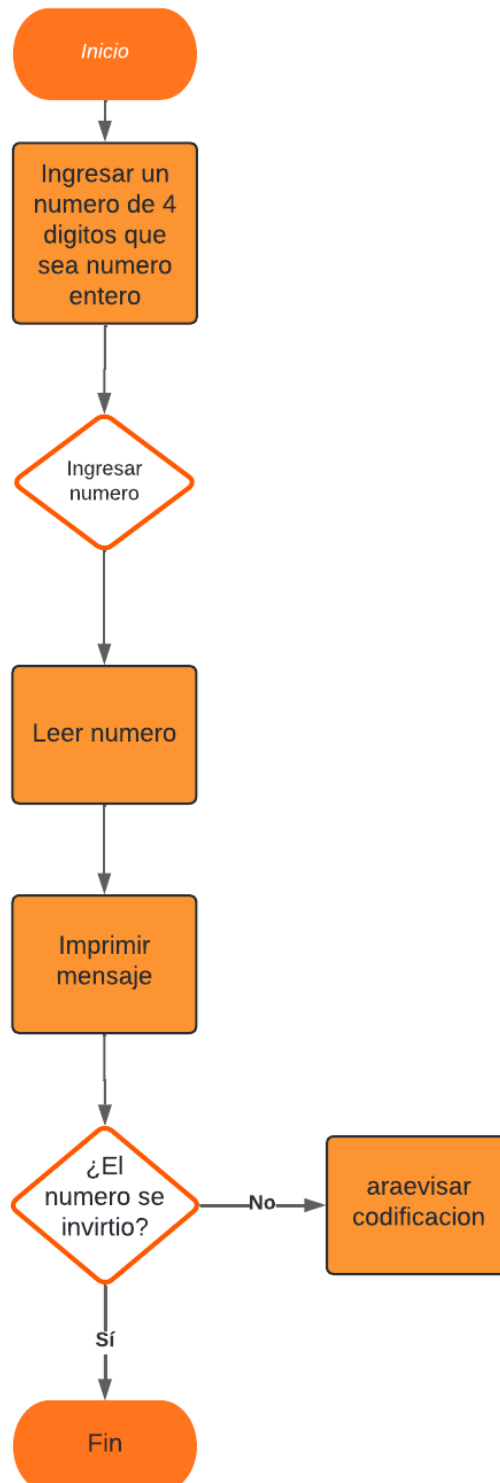 Inicio
Ingresar un
numero de 4
digitos que
sea numero
entero
Ingresar
numero
Leer numero
Imprimir
mensaje
¿El
numero se
invirtio?
No
araevisar
codificacion
Sí
Fin